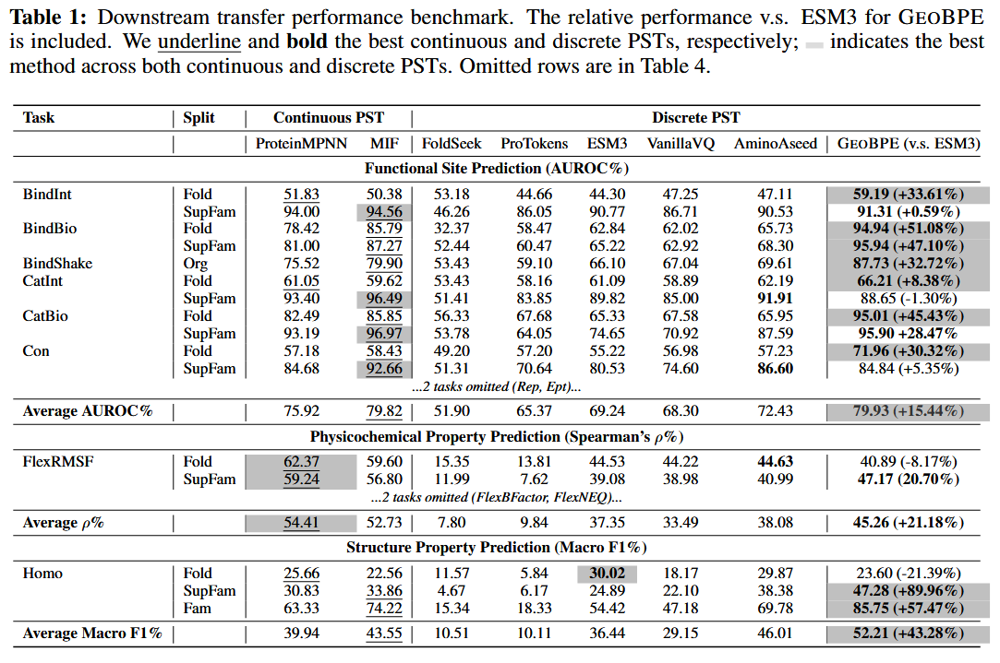 Table 1: Downstream transfer performance benchmark. The relative performance v.s. ESM3 for GEOBPE
is included. We underline and bold the best continuous and discrete PSTs, respectively; indicates the best
method across both continuous and discrete PSTs. Omitted rows are in Table 4.
Task Split Continuous PST Discrete PST
ProteinMPNN MIF FoldSeek ProTokens ESM3 VanillaVQ AminoAseed GEOBPE (v.s. ESM3)
Functional Site Prediction (AUROC%)
BindInt Fold 51.83 50.38 53.18 44.66 44.30 47.25 47.11 59.19 (+33.61%)
SupFam 94.00 94.56 46.26 86.05 90.77 86.71 90.53 91.31 (+0.59%)
BindBio Fold 78.42 85.79 32.37 58.47 62.84 62.02 65.73 94.94 (+51.08%)
SupFam 81.00 87.27 52.44 60.47 65.22 62.92 68.30 95.94 (+47.10%)
BindShake Org 75.52 79.90 53.43 59.10 66.10 67.04 69.61 87.73 (+32.72%)
CatInt Fold 61.05 59.62 53.43 58.16 61.09 58.89 62.19 66.21 (+8.38%)
SupFam 93.40 96.49 51.41 83.85 89.82 85.00 91.91 88.65 (-1.30%)
CatBio Fold 82.49 85.85 56.33 67.68 65.33 67.58 65.95 95.01 (+45.43%)
SupFam 93.19 96.97 53.78 64.05 74.65 70.92 87.59 95.90 +28.47%
Con Fold 57.18 58.43 49.20 57.20 55.22 56.98 57.23 71.96 (+30.32%)
SupFam 84.68 92.66 51.31 70.64 80.53 74.60 86.60 84.84 (+5.35%)
...2 tasks omitted (Rep, Ept)...
Average AUROC% 75.92 79.82 51.90 65.37 69.24 68.30 72.43 79.93 (+15.44%)
Physicochemical Property Prediction (Spearman's ρ%)
FlexRMSF Fold 62.37 59.60 15.35 13.81 44.53 44.22 44.63 40.89 (-8.17%)
SupFam 59.24 56.80 11.99 7.62 39.08 38.98 40.99 47.17 (20.70%)
...2 tasks omitted (FlexBFactor, FlexNEQ)...
Average ρ% 54.41 52.73 7.80 9.84 37.35 33.49 38.08 45.26 (+21.18%)
Structure Property Prediction (Macro F1%)
Homo Fold 25.66 22.56 11.57 5.84 30.02 18.17 29.87 23.60 (-21.39%)
SupFam 30.83 33.86 4.67 6.17 24.89 22.10 38.38 47.28 (+89.96%)
Fam 63.33 74.22 15.34 18.33 54.42 47.18 69.78 85.75 (+57.47%)
Average Macro F1% 39.94 43.55 10.51 10.11 36.44 29.15 46.01 52.21 (+43.28%)